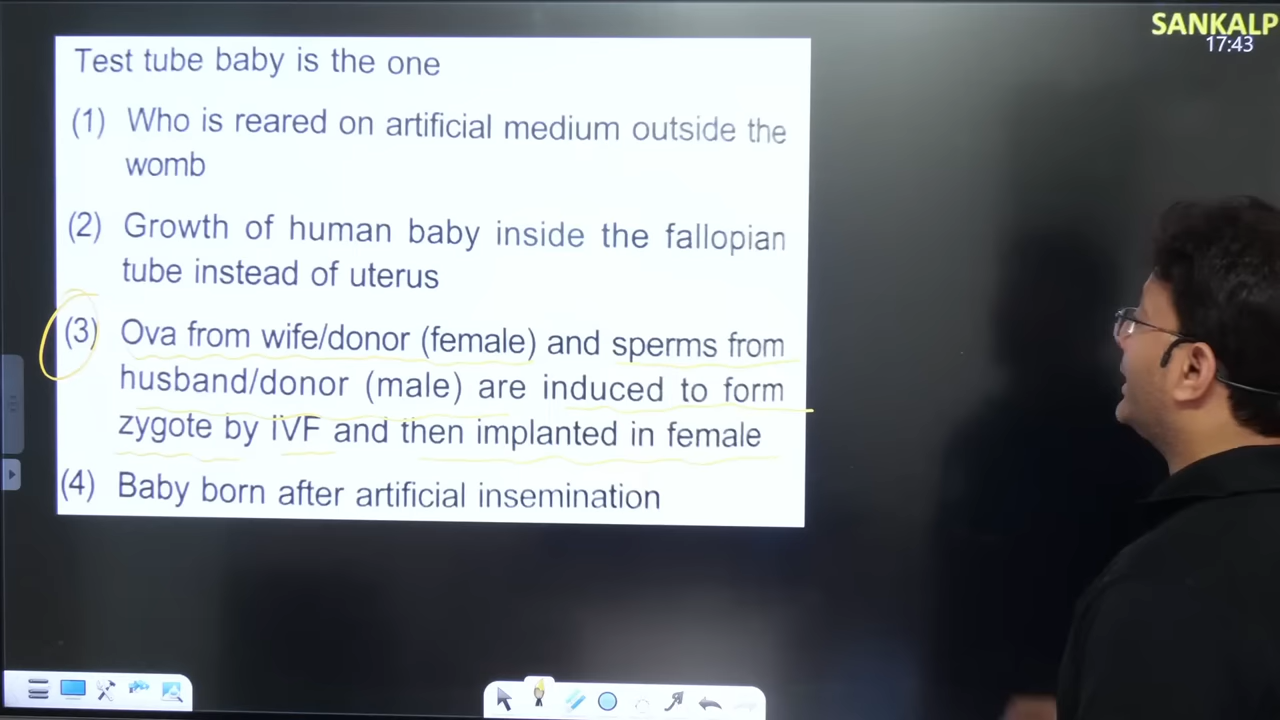 SANKALP
17:43
Test tube baby is the one
(1) Who is reared on artificial medium outside the
womb
(2) Growth of human baby inside the fallopian
tube instead of uterus
(3) Ova from wife/donor (female) and sperms from
husband/donor (male) are induced to form
zygote by IVF and then implanted in female
(4) Baby born after artificial insemination